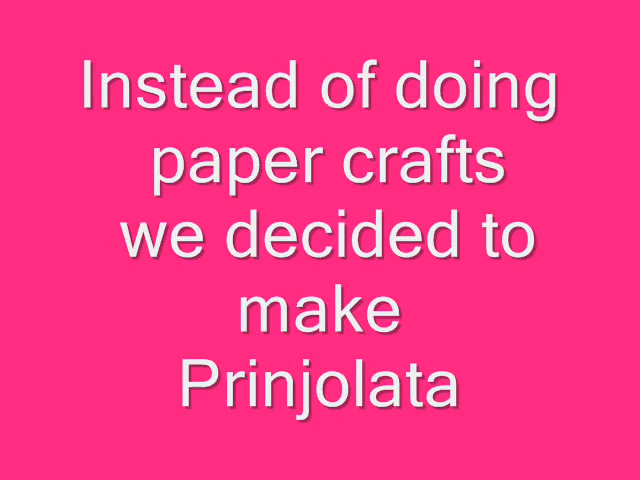 Instead of doing
paper crafts
we decided to
make
Prinjolata